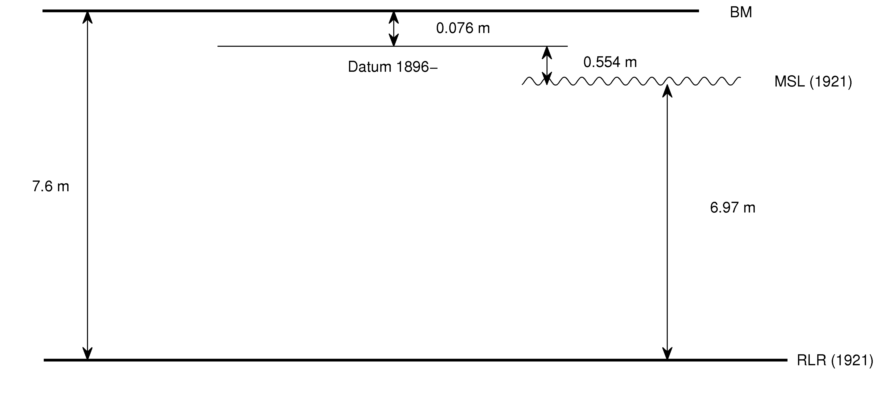 BM
0.076 m
Datum 1896–
0.554 m
MSL (1921)
7.6 m
6.97 m
RLR (1921)